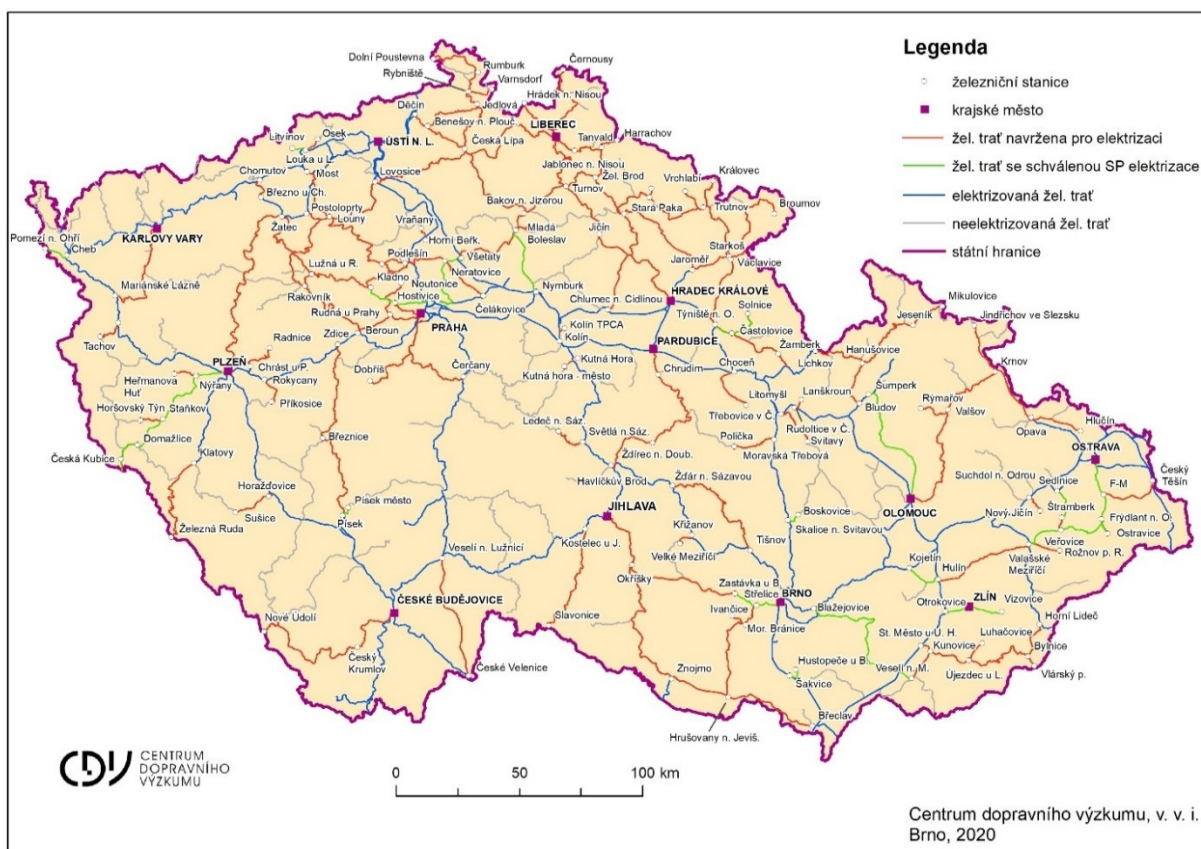 Legenda
železniční stanice
krajské město
žel. trať navržena pro elektrizaci
žel. trať se schválenou SP elektrizace
elektrizovaná žel. trať
neelektrizovaná žel. trať
státní hranice
Dolní Poustevna
Rumburk
Rybniště
Varnsdorf
Černousy
Hrádek n. Nisou
Děčín
Jedlová
Benešov n. Plouč.
LIBEREC
Litvínov
Osek
ÚSTÍ N. L.
Česká Lípa
Tanvald
Harrachov
Louka u L.
Most
Chomutov
Lovosice
Jablonec n. Nisou
Žel. Brod
Vrchlabí
Královec
Březno u Ch.
Turnov
Postoloprty
Bakov n. Jizerou
Stará Paka
Trutnov
Broumov
Louny
Vraňany
Žatec
Jičín
KARLOVY VARY
Mladá
Boleslav
Pomezí n. Ohří
Cheb
Horní Beřk.
Podlešín
Všetaty
Starkoš
Lužná u R.
Václavice
Jaroměř
Kladno
Neratovice
Mariánské Lázně
Noutonice
Nymburk
HRADEC KRÁLOVÉ
Rakovník
Hostivice
Chlumec n. Cidlinou
Solnice
Mikulovice
Čelákovice
Týniště n. O.
Jeseník
Jindřichov ve Slezsku
Rudná u Prahy
PRAHA
Kolín TPCA
Častolovice
Beroun
Zdice
Kolín
Žamberk
Tachov
Radnice
PARDUBICE
Hanušovice
Lichkov
Krnov
PLZEŇ
Kutná Hora
Choceň
Čerčany
Chrást u P.
Dobříš
Chrudim
Heřmanova
Huť
Nýřany
Rokycany
Kutná hora - město
Šumperk
Litomyšl
Lanškroun
Horšovský Týn
Staňkov
Příkosice
Bludov
Rýmařov
Valšov
Třebovice v Č.
Ledeč n. Sáz.
Rudoltice v Č.
Hlučín
Světlá n.Sáz.
Polička
Svitavy
Opava
Domažlice
Březnice
Moravská Třebová
OSTRAVA
Ždírec n. Doub.
Česká Kubice
Klatovy
Suchdol n. Odrou
Český
Těšín
Žďár n. Sázavou
Sedlnice
Havlíčkův Brod
F-M
Horažďovice
Písek město
Boskovice
OLOMOUC
Štramberk
Nový Jičín
Sušice
JIHLAVA
Písek
Křižanov
Skalice n. Svitavou
Frýdlant n. O.
Železná Ruda
Kostelec u J.
Tišnov
Ostravice
Veřovice
Veselí n. Lužnicí
Velké Meziříčí
Kojetín
Valašské
Meziříčí
Rožnov p. R.
Okříšky
Hulín
Zastávka u B.
BRNO
Střelice
ZLÍN
Otrokovice
ČESKÉ BUDĚJOVICE
Ivančice
Blažejovice
Vizovice
Slavonice
Nové Údolí
Horní Lideč
Mor. Bránice
St. Město u U. H.
Luhačovice
Kunovice
Bylnice
Český
Krumlov
Hustopeče u B.
Znojmo
Veselí n. M.
Újezdec u L.
Vlárský p.
České Velenice
Šakvice
Břeclav
Hrušovany n. Jeviš.
CDV CENTRUM
DOPRAVNÍHO
VÝZKUMU
0 50 100 km
Centrum dopravního výzkumu, v. v. i.
Brno, 2020